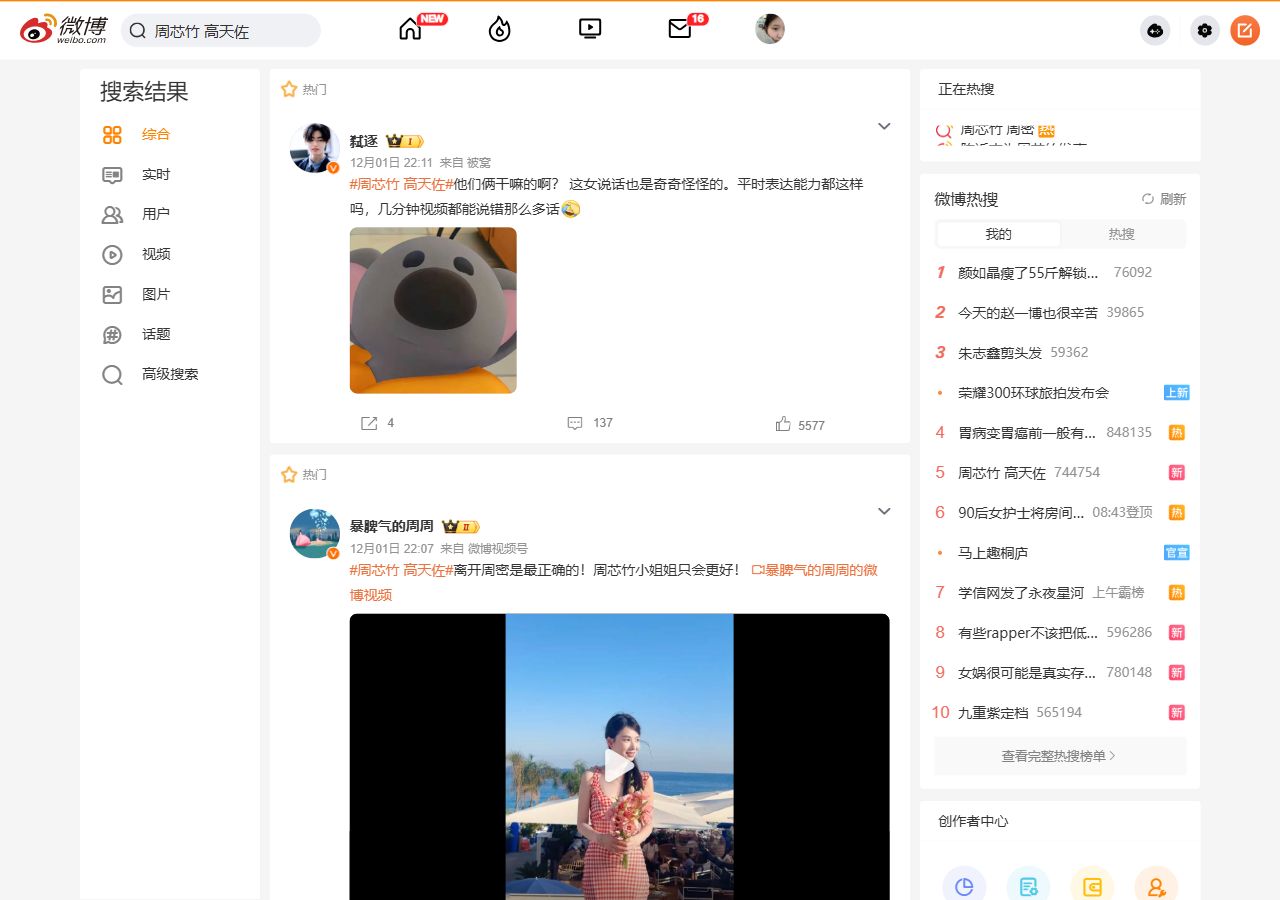 微博
weibo.com
周芯竹 高天佐
NEW
16
搜索结果
综合
实时
用户
视频
图片
话题
高级搜索
热门
弑逐
I
12月01日 22:11 来自 被窝
#周芯竹 高天佐#他们俩干嘛的啊？ 这女说话也是奇奇怪怪的。平时表达能力都这样
吗，几分钟视频都能说错那么多话
4
137
5577
热门
暴脾气的周周
II
12月01日 22:07 来自 微博视频号
#周芯竹 高天佐#离开周密是最正确的！周芯竹小姐姐只会更好！ 暴脾气的周周的微
博视频
正在热搜
周芯竹 周密 热
微博热搜
刷新
我的
热搜
1 颜如晶瘦了55斤解锁... 76092
2 今天的赵一博也很辛苦 39865
3 朱志鑫剪头发 59362
• 荣耀300环球旅拍发布会 上新
4 胃病变胃癌前一般有... 848135 热
5 周芯竹 高天佐 744754 新
6 90后女护士将房间... 08:43登顶 热
• 马上趣桐庐 官宣
7 学信网发了永夜星河 上午霸榜 热
8 有些rapper不该把低... 596286 新
9 女娲很可能是真实存... 780148 新
10 九重紫定档 565194 新
查看完整热搜榜单
创作者中心